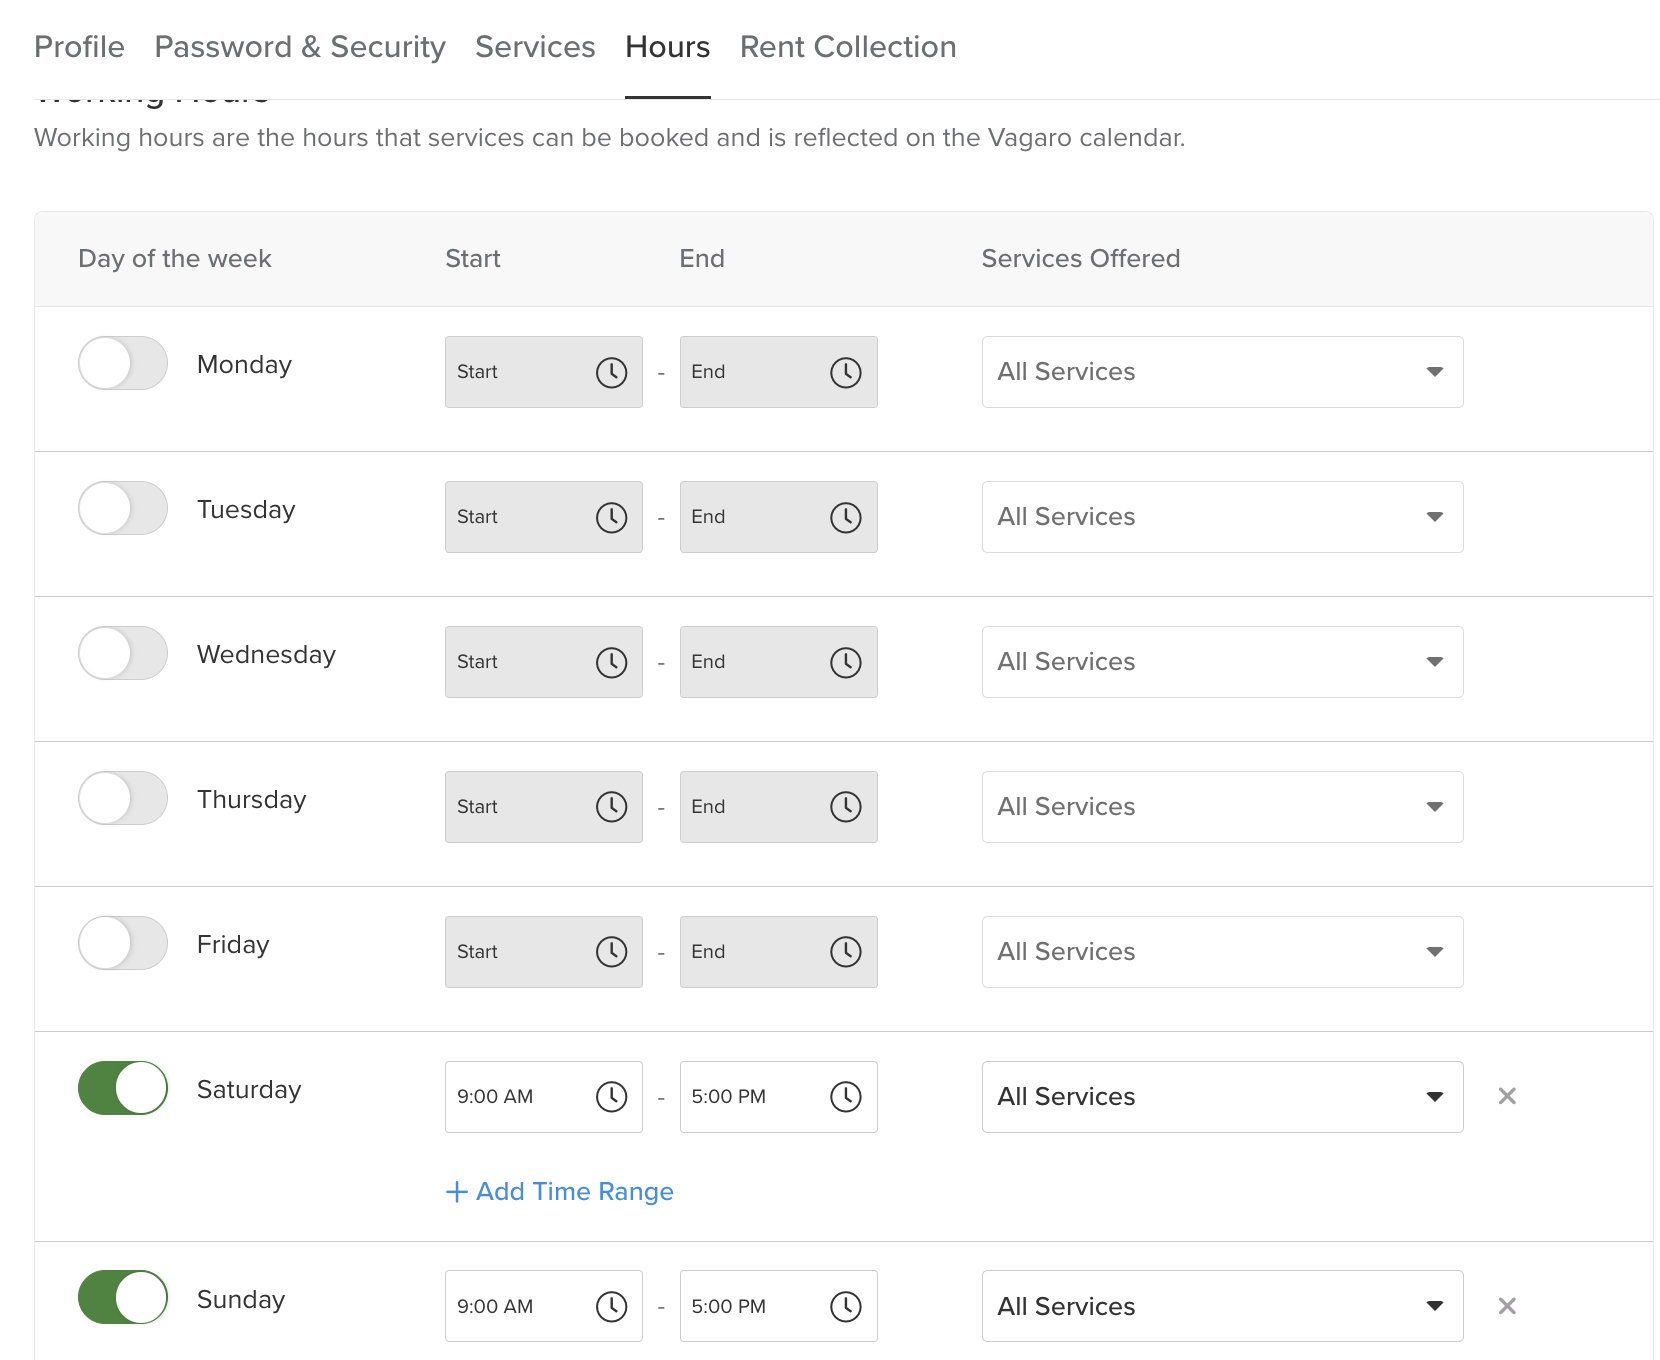 Profile Password & Security Services Hours Rent Collection
Working Hours
Working hours are the hours that services can be booked and is reflected on the Vagaro calendar.
Day of the week Start End Services Offered
Monday Start - End All Services
Tuesday Start - End All Services
Wednesday Start - End All Services
Thursday Start - End All Services
Friday Start - End All Services
Saturday 9:00 AM - 5:00 PM All Services
+ Add Time Range
Sunday 9:00 AM - 5:00 PM All Services